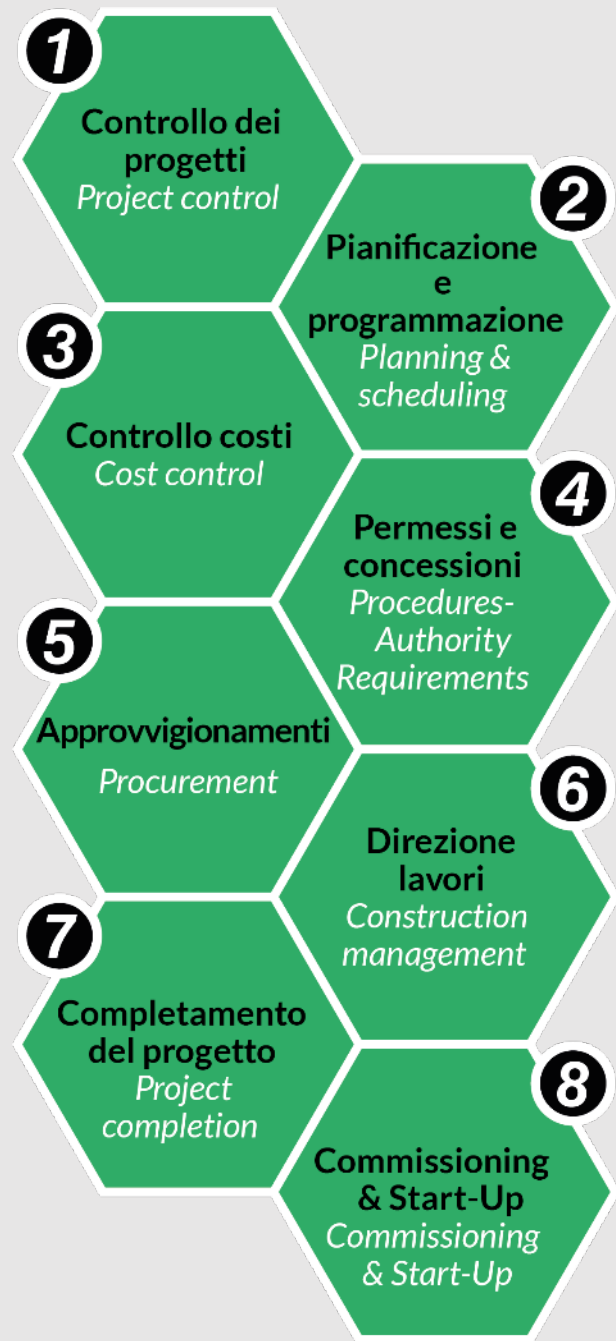 1
Controllo dei
progetti
Project control
2
Pianificazione
e
programmazione
Planning &
scheduling
3
Controllo costi
Cost control
4
Permessi e
concessioni
Procedures-
Authority
Requirements
5
Approvvigionamenti
Procurement
6
Direzione
lavori
Construction
management
7
Completamento
del progetto
Project
completion
8
Commissioning
& Start-Up
Commissioning
& Start-Up